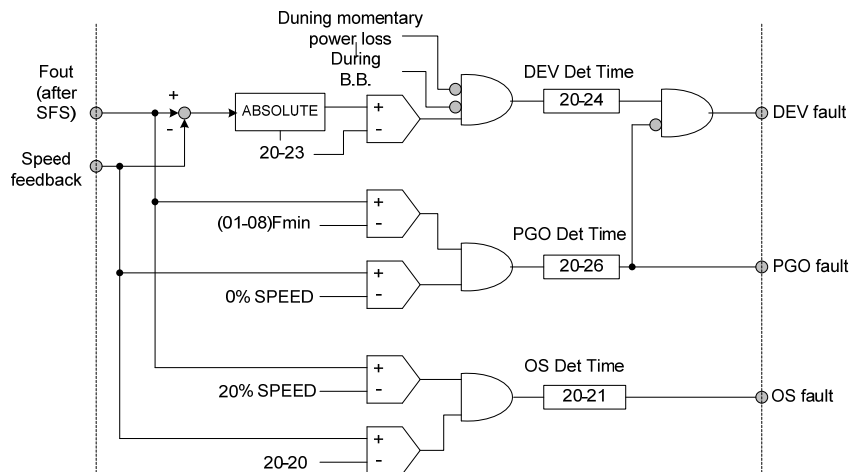 Duning momentary
power loss
During
B.B.
DEV Det Time
Fout
(after
SFS)
+
-
ABSOLUTE
+
-
20-23
20-24
DEV fault
Speed
feedback
(01-08)Fmin
+
-
PGO Det Time
20-26
PGO fault
0% SPEED
+
-
20% SPEED
+
-
OS Det Time
20-21
OS fault
20-20
+
-